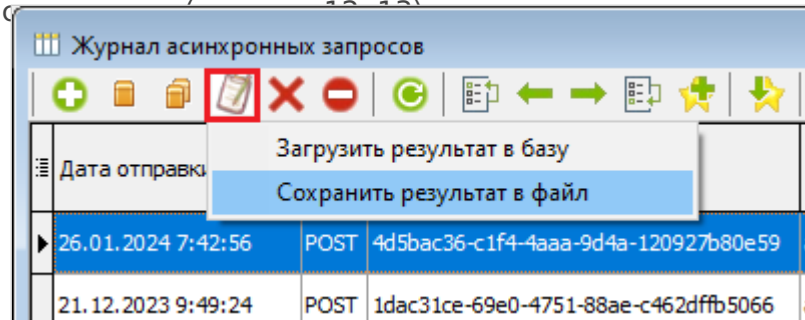 Журнал асинхронных запросов
Загрузить результат в базу
Сохранить результат в файл
Дата отправки
26.01.2024 7:42:56 POST 4d5bac36-c1f4-4aaa-9d4a-120927b80e59
21.12.2023 9:49:24 POST 1dac31ce-69e0-4751-88ae-c462dffb5066